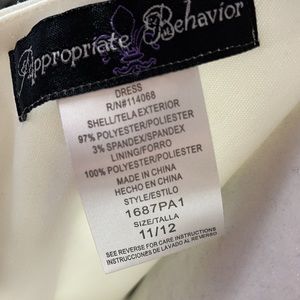 Appropriate Behavior
DRESS
R/N#114068
SHELL/TELA EXTERIOR
97% POLYESTER/POLIESTER
3% SPANDEX/SPANDEX
LINING/FORRO
100% POLYESTER/POLIESTER
MADE IN CHINA
HECHO EN CHINA
STYLE/ESTILO
1687PA1
SIZE/TALLA
11/12
SEE REVERSE FOR CARE INSTRUCTIONS
INSTRUCCIONES DE LAVADO AL REVERSO